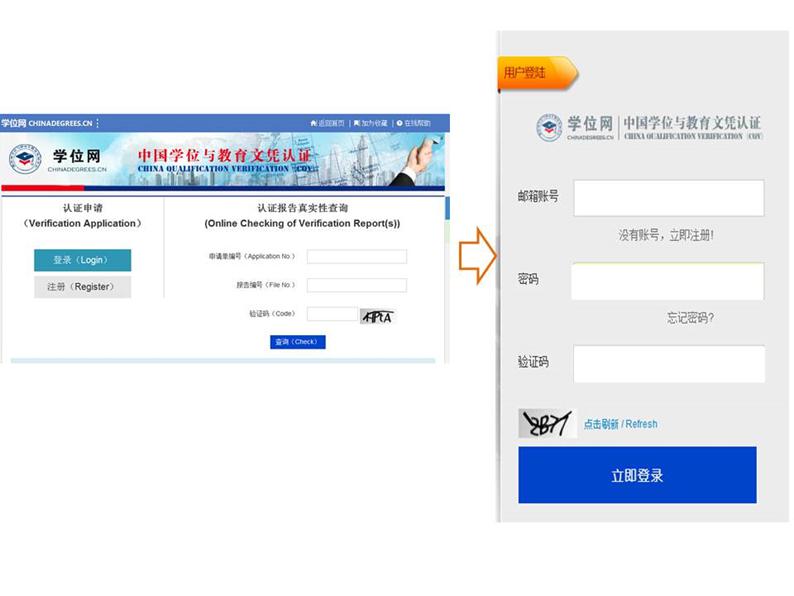 学位网 CHINADEGREES.CN
返回首页 | 加为收藏 | 在线帮助
学位网
CHINADEGREES.CN
中国学位与教育文凭认证
CHINA QUALIFICATION VERIFICATION (CQV)
认证申请
(Verification Application)
登录 (Login)
注册 (Register)
认证报告真实性查询
(Online Checking of Verification Report(s))
申请单编号 (Application No.)
报告编号 (File No.)
验证码 (Code)
查询 (Check)
用户登陆
学位网
CHINADEGREES.CN
中国学位与教育文凭认证
CHINA QUALIFICATION VERIFICATION (CQV)
邮箱账号
没有账号，立即注册!
密码
忘记密码?
验证码
点击刷新 / Refresh
立即登录